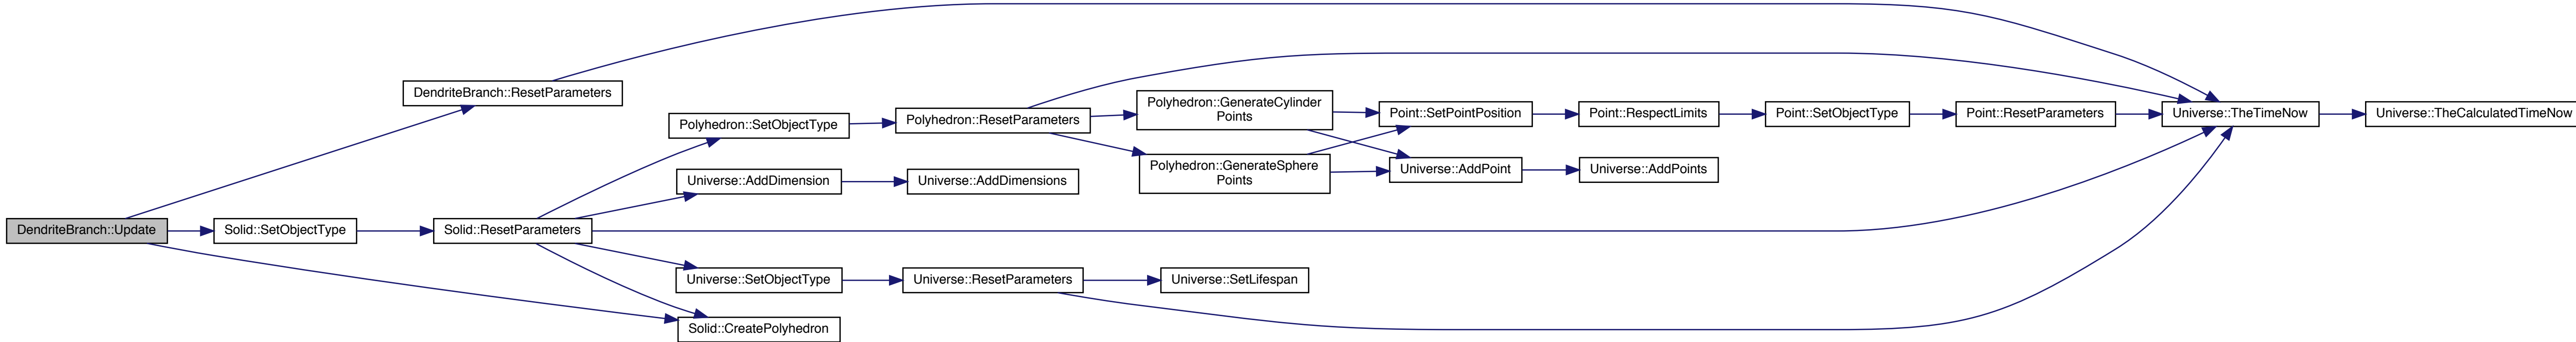 DendriteBranch::Update
DendriteBranch::ResetParameters
Solid::SetObjectType
Solid::ResetParameters
Polyhedron::SetObjectType
Universe::AddDimension
Universe::SetObjectType
Solid::CreatePolyhedron
Polyhedron::ResetParameters
Universe::AddDimensions
Universe::ResetParameters
Polyhedron::GenerateCylinder
Points
Polyhedron::GenerateSphere
Points
Universe::SetLifespan
Point::SetPointPosition
Universe::AddPoint
Point::RespectLimits
Universe::AddPoints
Point::SetObjectType
Point::ResetParameters
Universe::TheTimeNow
Universe::TheCalculatedTimeNow